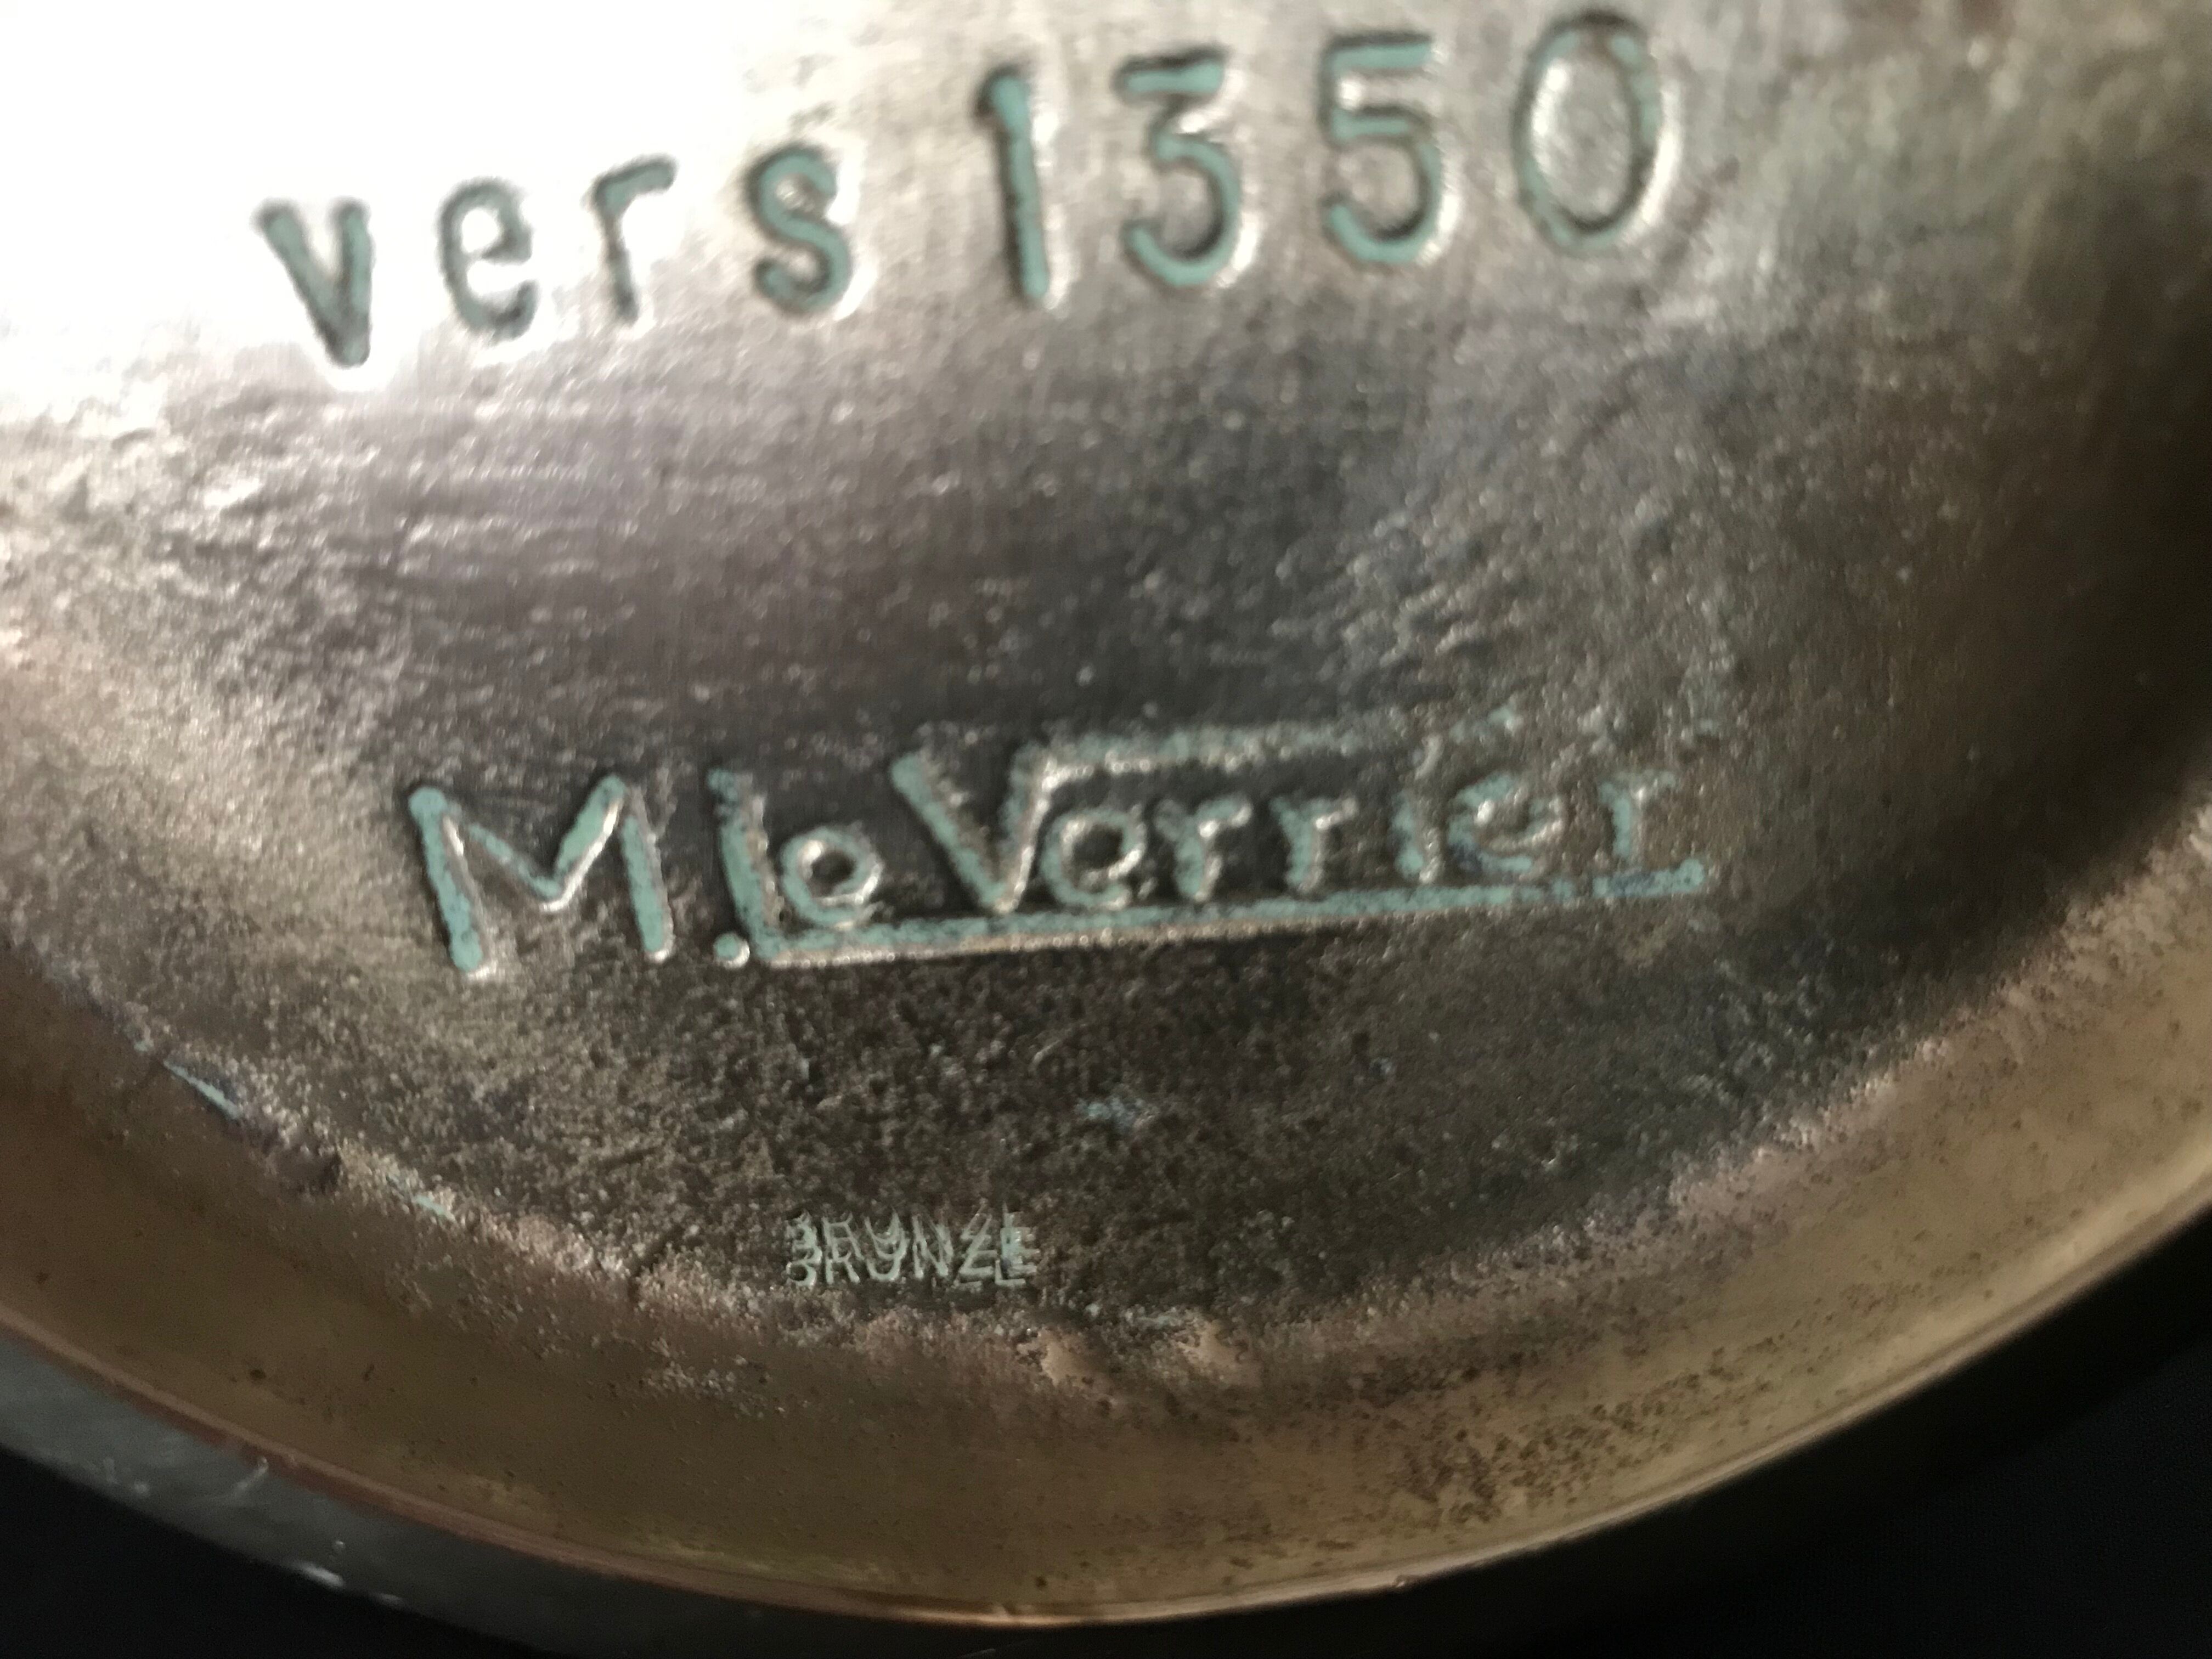 vers 1350
M. le Verrier
BRONZE